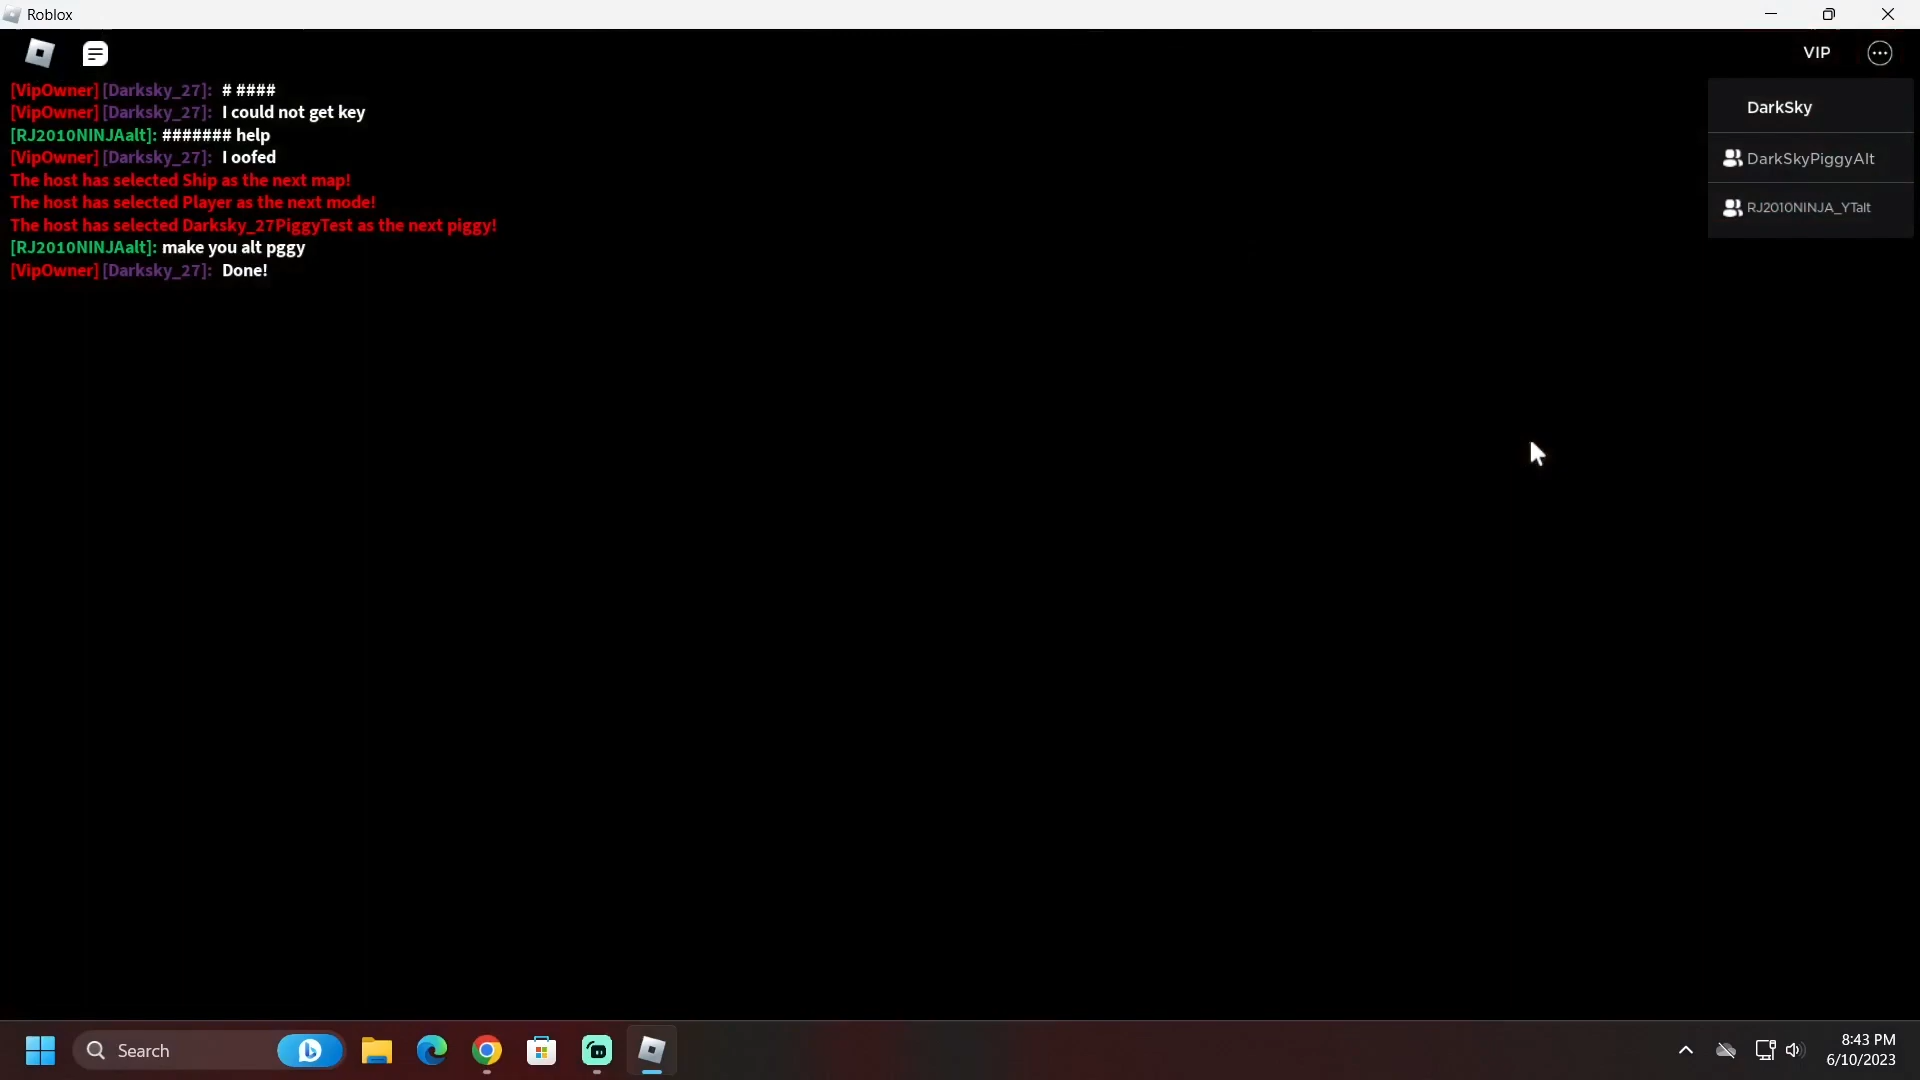 Roblox
VIP
[VipOwner] [Darksky_27]: # ####
[VipOwner] [Darksky_27]: I could not get key
[RJ2010NINJAalt]: ####### help
[VipOwner] [Darksky_27]: I oofed
The host has selected Ship as the next map!
The host has selected Player as the next mode!
The host has selected Darksky_27PiggyTest as the next piggy!
[RJ2010NINJAalt]: make you alt pggy
[VipOwner] [Darksky_27]: Done!
DarkSky
DarkSkyPiggyAlt
RJ2010NINJA_YTalt
Search
8:43 PM
6/10/2023